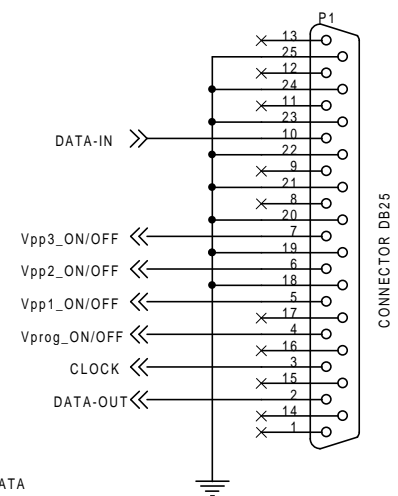 P1
13
25
12
24
11
23
DATA-IN 10
22
9
21
8
20
Vpp3_ON/OFF 7
19
Vpp2_ON/OFF 6
18
Vpp1_ON/OFF 5
17
Vprog_ON/OFF 4
16
CLOCK 3
15
DATA-OUT 2
14
1
CONNECTOR DB25
ATA